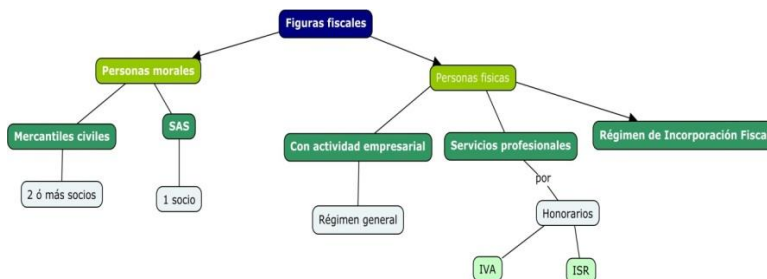 Figuras fiscales
Personas morales
Personas fisicas
Mercantiles civiles
SAS
Con actividad empresarial
Servicios profesionales
Régimen de Incorporación Fisca
2 ó más socios
1 socio
Régimen general
por
Honorarios
IVA
ISR